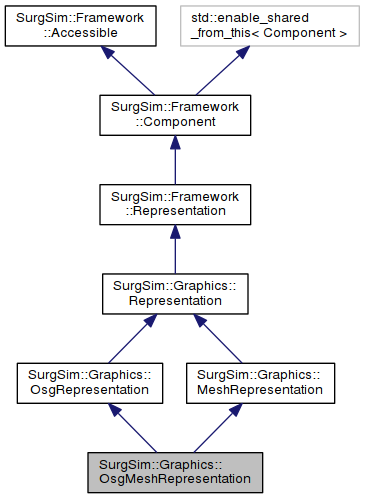 SurgSim::Framework
::Accessible
std::enable_shared
_from_this< Component >
SurgSim::Framework
::Component
SurgSim::Framework
::Representation
SurgSim::Graphics::
Representation
SurgSim::Graphics::
OsgRepresentation
SurgSim::Graphics::
MeshRepresentation
SurgSim::Graphics::
OsgMeshRepresentation